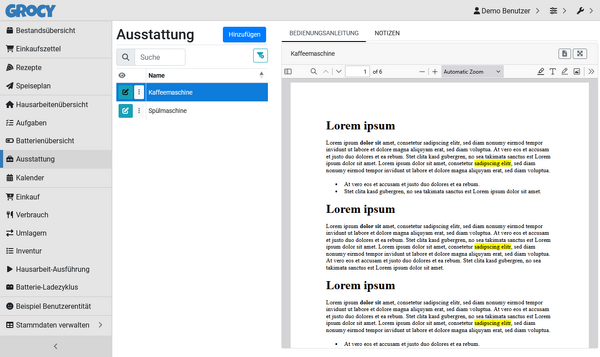 GROCY
Demo Benutzer
Bestandsübersicht
Einkaufszettel
Rezepte
Speiseplan
Hausarbeitenübersicht
Aufgaben
Batterienübersicht
Ausstattung
Kalender
Einkauf
Verbrauch
Umlagern
Inventur
Hausarbeit-Ausführung
Batterie-Ladezyklus
Beispiel Benutzerentität
Stammdaten verwalten
Ausstattung
Hinzufügen
Suche
Name
Kaffeemaschine
Spülmaschine
BEDIENUNGSANLEITUNG
NOTIZEN
Kaffeemaschine
1 of 6
Automatic Zoom
Lorem ipsum
Lorem ipsum dolor sit amet, consetetur sadipscing elitr, sed diam nonumy eirmod tempor
invidunt ut labore et dolore magna aliquyam erat, sed diam voluptua. At vero eos et accusam
et justo duo dolores et ea rebum. Stet clita kasd gubergren, no sea takimata sanctus est Lorem
ipsum dolor sit amet. Lorem ipsum dolor sit amet, consetetur sadipscing elitr, sed diam
nonumy eirmod tempor invidunt ut labore et dolore magna aliquyam erat, sed diam voluptua.
• At vero eos et accusam et justo duo dolores et ea rebum.
• Stet clita kasd gubergren, no sea takimata sanctus est Lorem ipsum dolor sit amet.
Lorem ipsum
Lorem ipsum dolor sit amet, consetetur sadipscing elitr, sed diam nonumy eirmod tempor
invidunt ut labore et dolore magna aliquyam erat, sed diam voluptua. At vero eos et accusam
et justo duo dolores et ea rebum. Stet clita kasd gubergren, no sea takimata sanctus est Lorem
ipsum dolor sit amet. Lorem ipsum dolor sit amet, consetetur sadipscing elitr, sed diam
nonumy eirmod tempor invidunt ut labore et dolore magna aliquyam erat, sed diam voluptua.
At vero eos et accusam et justo duo dolores et ea rebum. Stet clita kasd gubergren, no sea
takimata sanctus est Lorem ipsum dolor sit amet.
Lorem ipsum
Lorem ipsum dolor sit amet, consetetur sadipscing elitr, sed diam nonumy eirmod tempor
invidunt ut labore et dolore magna aliquyam erat, sed diam voluptua. At vero eos et accusam
et justo duo dolores et ea rebum. Stet clita kasd gubergren, no sea takimata sanctus est Lorem
ipsum dolor sit amet. Lorem ipsum dolor sit amet, consetetur sadipscing elitr, sed diam
nonumy eirmod tempor invidunt ut labore et dolore magna aliquyam erat, sed diam voluptua.
• At vero eos et accusam et justo duo dolores et ea rebum.